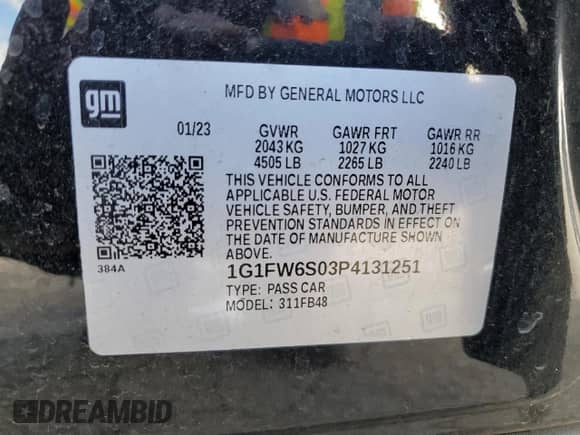 gm
MFD BY GENERAL MOTORS LLC
01/23 GVWR GAWR FRT GAWR RR
2043 KG 1027 KG 1016 KG
4505 LB 2265 LB 2240 LB
THIS VEHICLE CONFORMS TO ALL
APPLICABLE U.S. FEDERAL MOTOR
VEHICLE SAFETY, BUMPER, AND THEFT
PREVENTION STANDARDS IN EFFECT ON
THE DATE OF MANUFACTURE SHOWN
ABOVE.
384A
1G1FW6S03P4131251
TYPE: PASS CAR
MODEL: 311FB48
DREAMBID